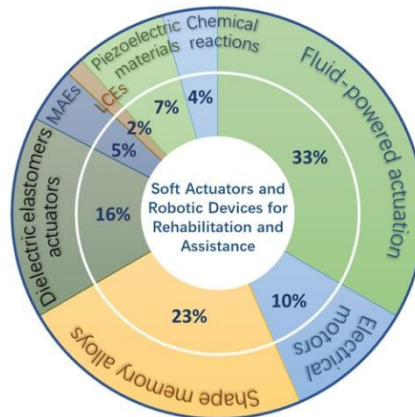 Soft Actuators and
Robotic Devices for
Rehabilitation and
Assistance
Fluid-powered actuation
33%
Electrical
motors
10%
Shape memory alloys
23%
Dielectric elastomers
actuators
16%
MAEs
5%
LCEs
2%
Piezoelectric
materials
7%
Chemical
reactions
4%